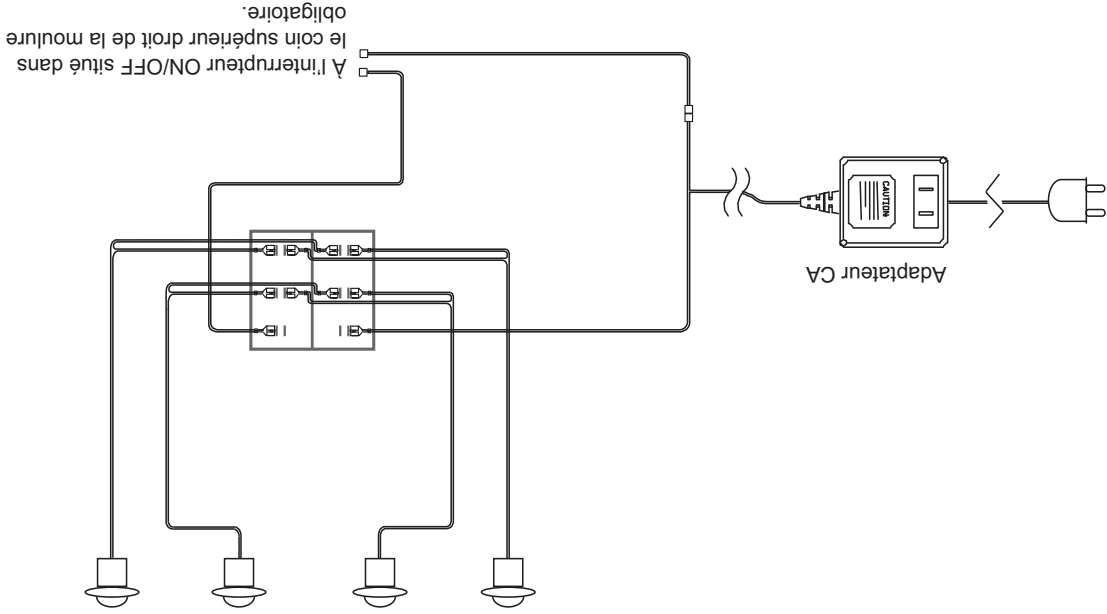 Adaptateur CA
CAUTION
À l'interrupteur ON/OFF situé dans
le coin supérieur droit de la moulure
obligatoire.